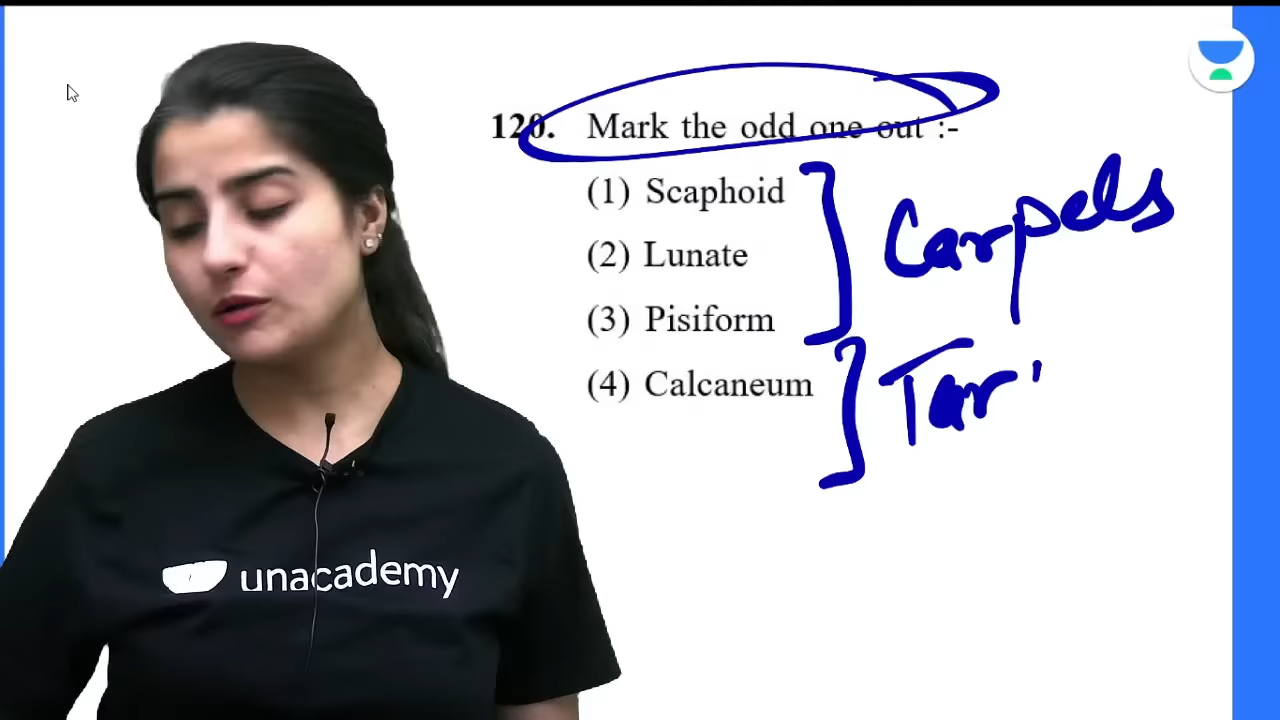 120. Mark the odd one out :-
(1) Scaphoid
(2) Lunate
(3) Pisiform
(4) Calcaneum
Carpels
Tar
unacademy